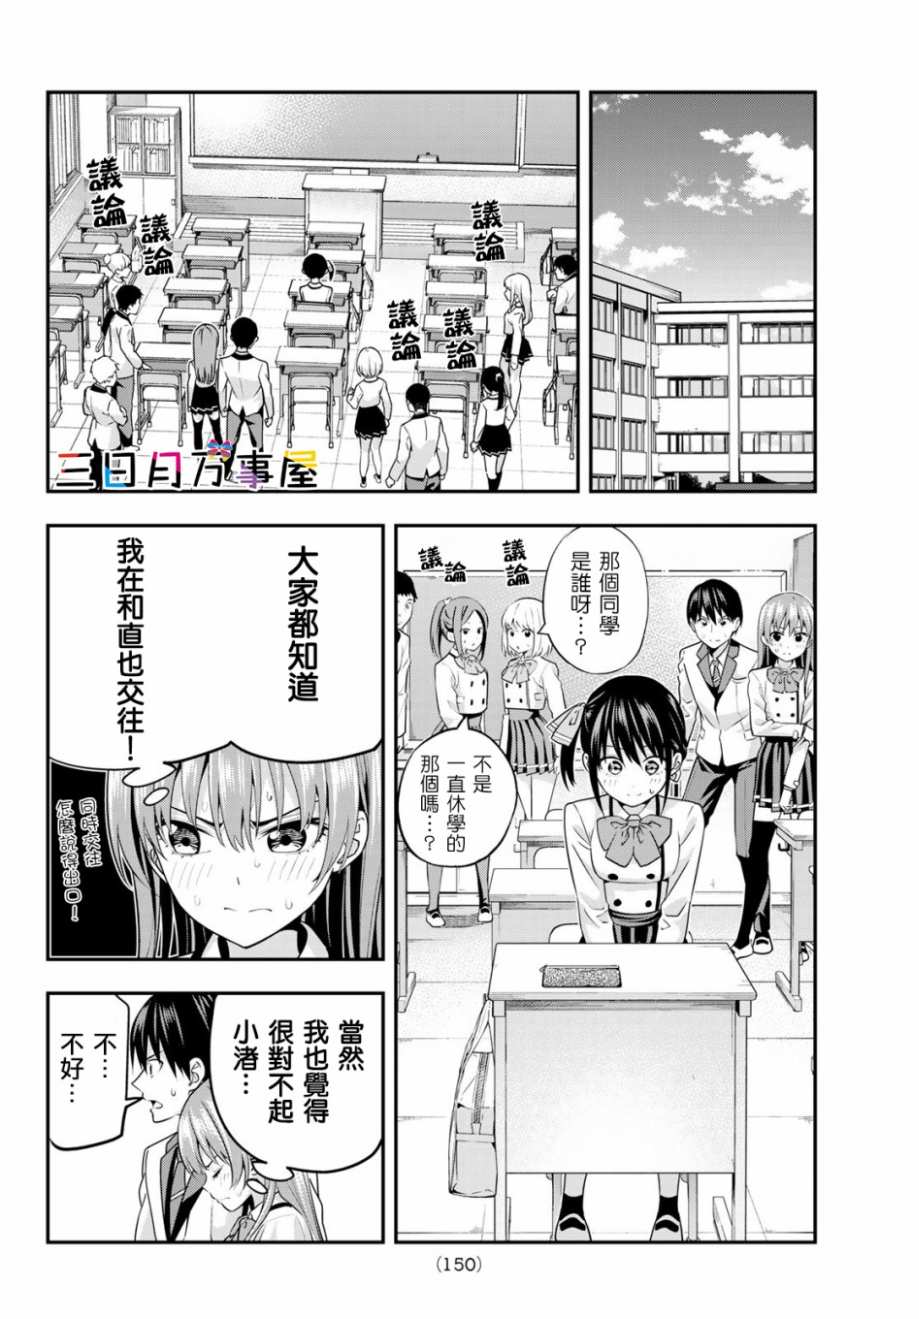 議論
議論
議論
議論
議論
三日月万事屋
那個同學
是誰呀…？
議論
議論
不是
一直休學的
那個嗎…？
大家都知道
我在和直也交往！
同時交往
怎麼說得出口！
當然
我也覺得
很對不起
小渚…
不…
不好…
（150）